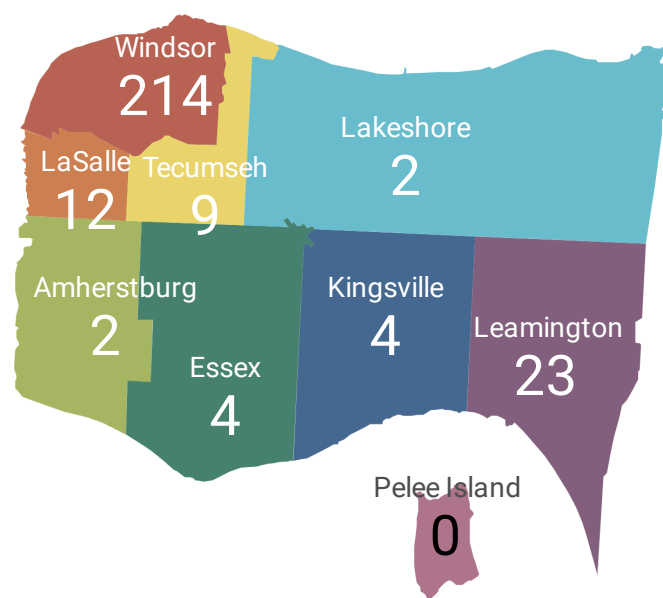 Windsor
214
Lakeshore
2
LaSalle
12
Tecumseh
9
Amherstburg
2
Essex
4
Kingsville
4
Leamington
23
Pelee Island
0